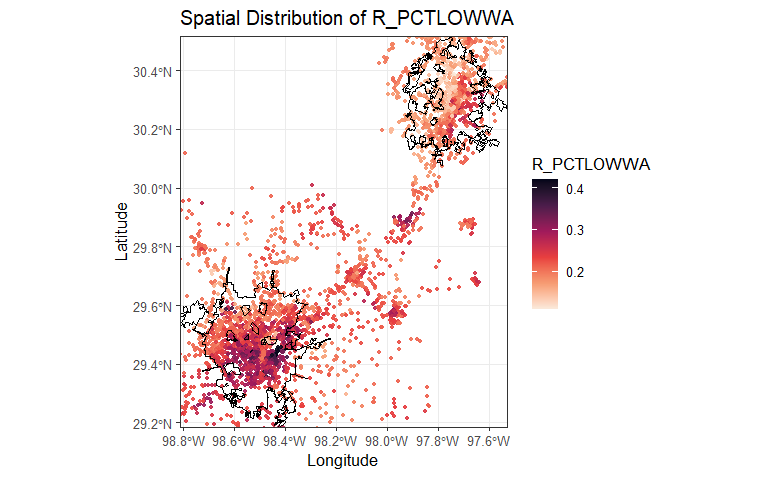 Spatial Distribution of R_PCTLOWWA
30.4°N
30.2°N
30.0°N
29.8°N
29.6°N
29.4°N
29.2°N
Latitude
98.8°W 98.6°W 98.4°W 98.2°W 98.0°W 97.8°W 97.6°W
Longitude
R_PCTLOWWA
0.4
0.3
0.2